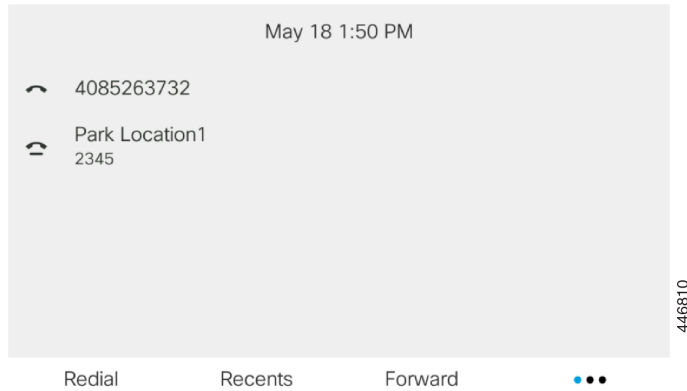 May 18 1:50 PM
4085263732
Park Location1
2345
446810
Redial Recents Forward